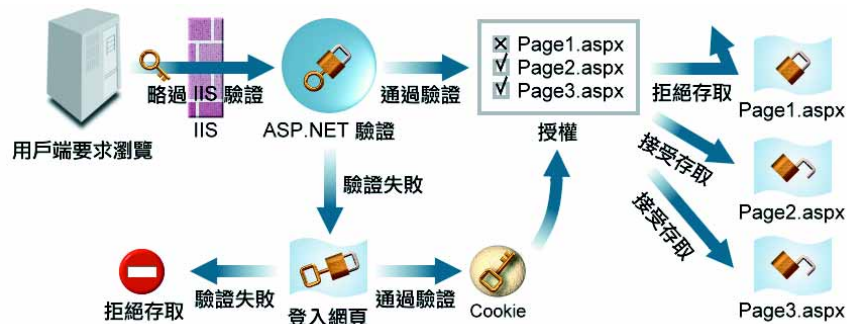 用戶端要求瀏覽
略過 IIS 驗證
IIS
ASP.NET 驗證
通過驗證
Page1.aspx
Page2.aspx
Page3.aspx
授權
拒絕存取
Page1.aspx
接受存取
Page2.aspx
接受存取
Page3.aspx
驗證失敗
登入網頁
驗證失敗
拒絕存取
通過驗證
Cookie